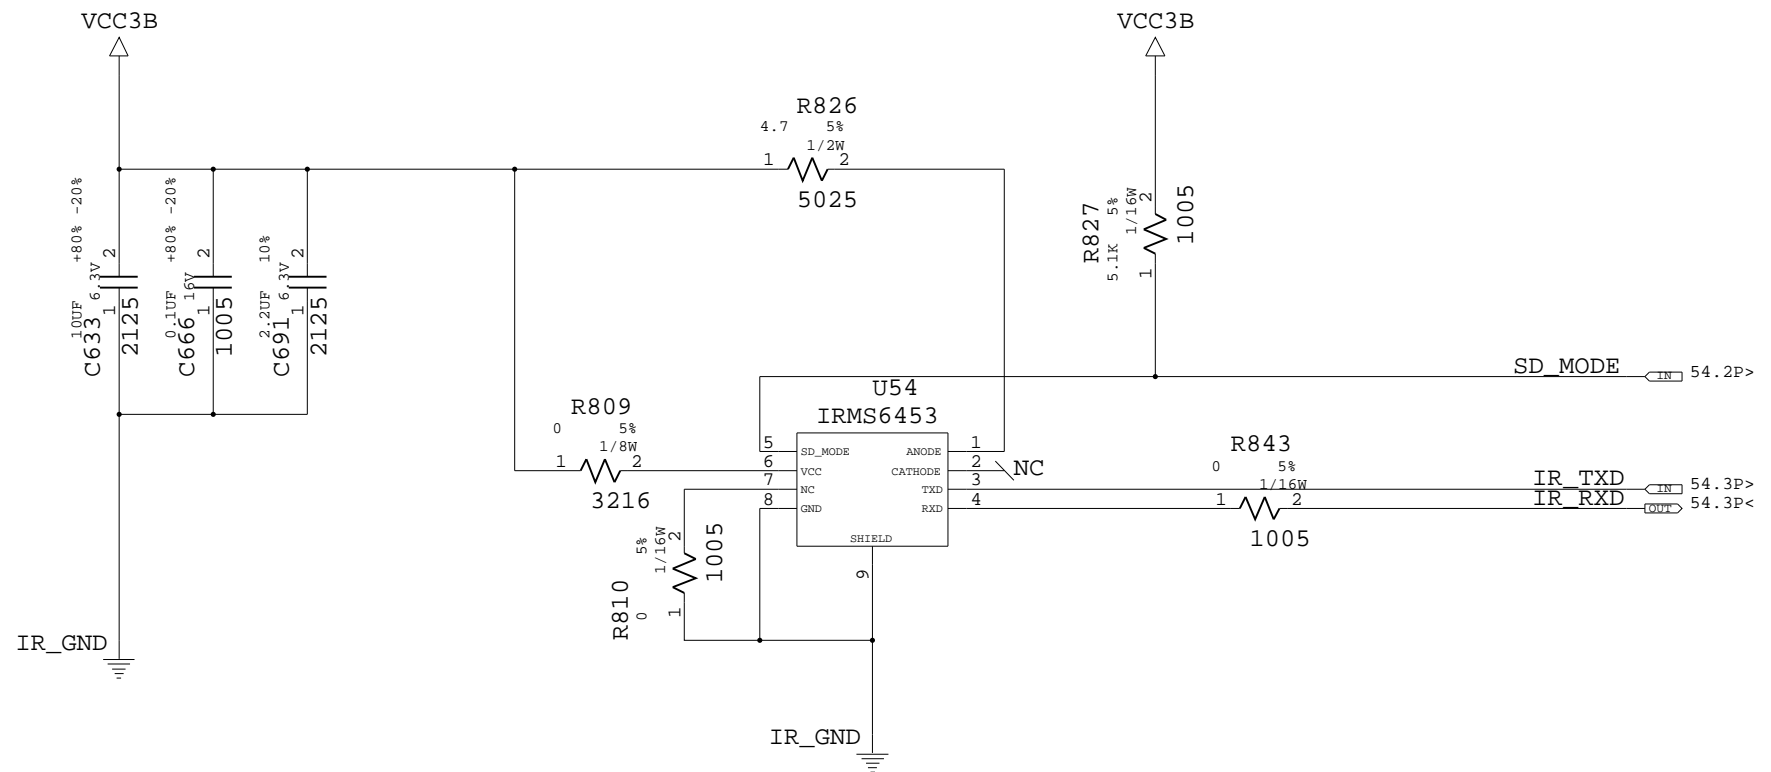 VCC3B
VCC3B
R826
4.7 5%
1/2W
1 2
5025
+80% -20%
10UF 6.3V
1 2
C633
2125
+80% -20%
0.1UF 16V
1 2
C666
1005
10%
2.2UF 6.3V
1 2
C691
2125
R827
5.1K 5%
1/16W
1 2
1005
SD_MODE IN 54.2P>
U54
IRMS6453
R809
0 5%
1/8W
1 2
3216
5 SD_MODE ANODE 1
6 VCC CATHODE 2 NC
7 NC TXD 3
8 GND RXD 4
SHIELD
9
R843
0 5%
1/16W
1 2
1005
IR_TXD IN 54.3P>
IR_RXD OUT 54.3P<
R810
0 5%
1/16W
1 2
1005
IR_GND
IR_GND